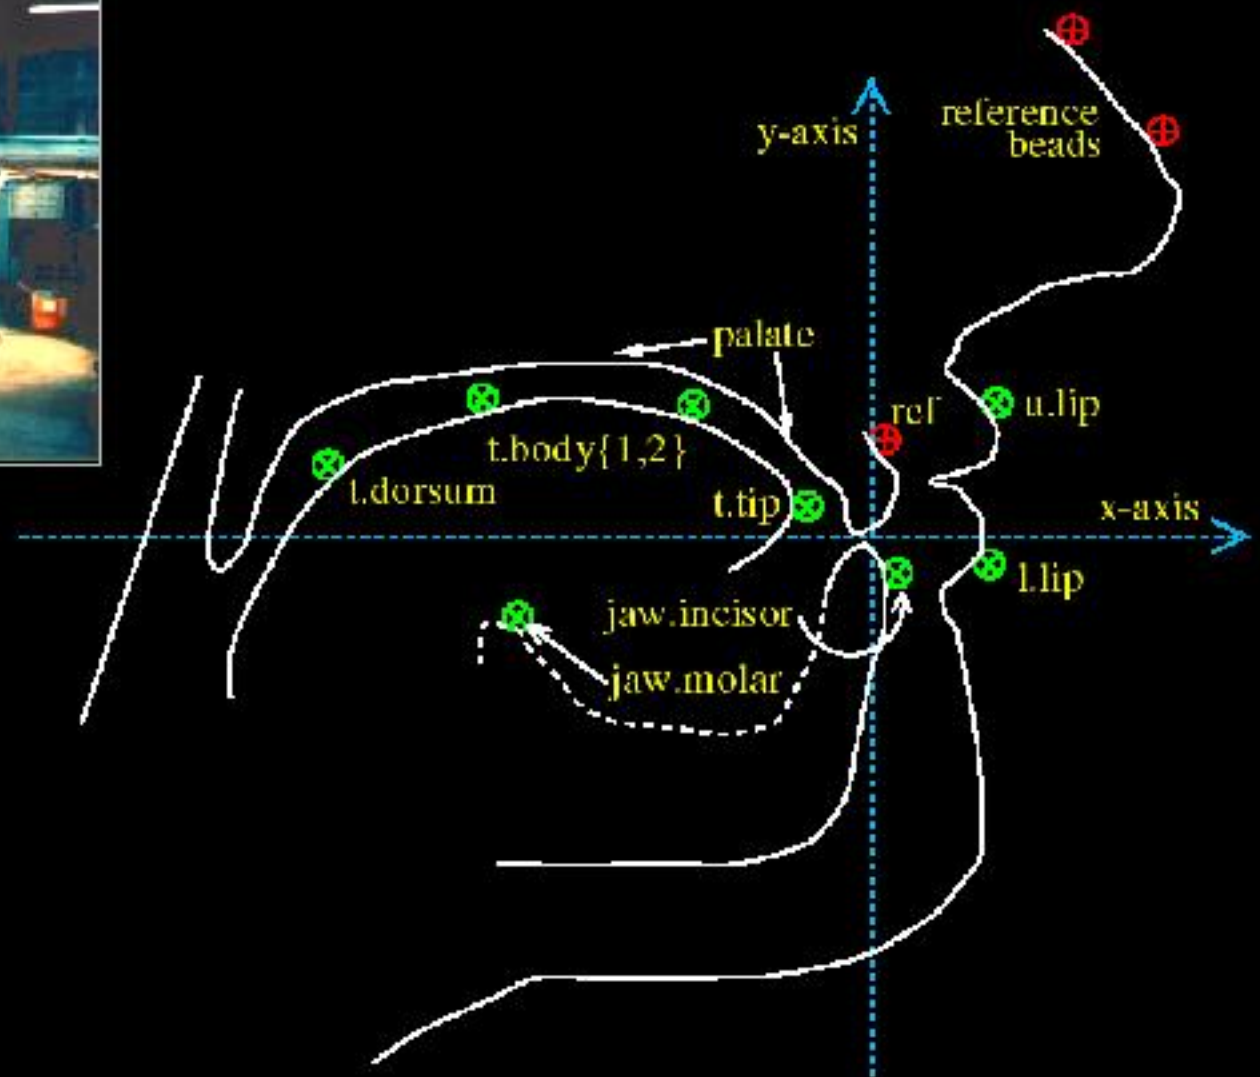 reference
beads
y-axis
palate
ref
u.lip
t.body{1,2}
t.dorsum
t.tip
x-axis
l.lip
jaw.incisor
jaw.molar